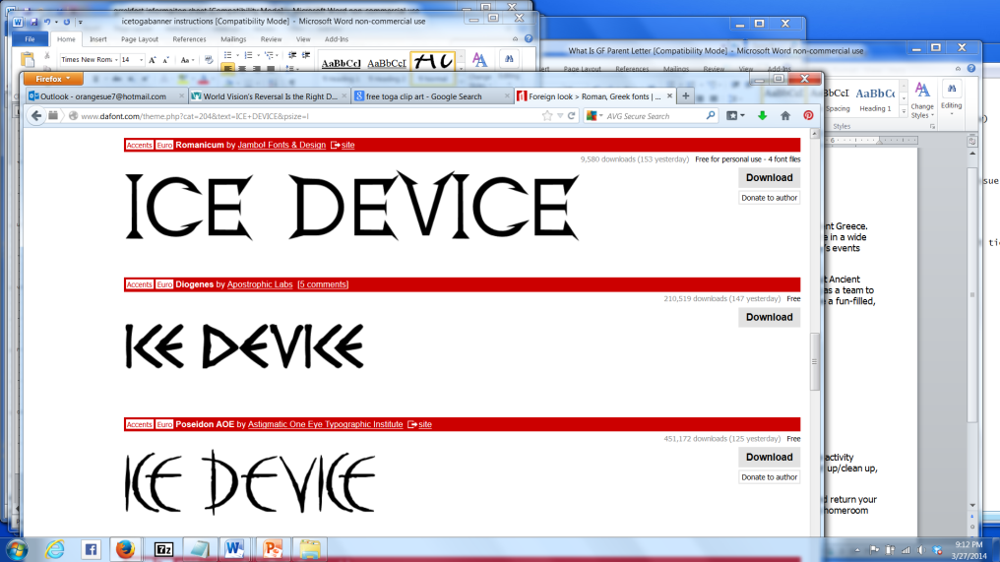 icetogabanner instructions [Compatibility Mode] - Microsoft Word non-commercial use
File Home Insert Page Layout References Mailings Review View Add-Ins
Times New Rom 14
AaBbCcI AaBbCcI
What Is GF Parent Letter [Compatibility Mode] - Microsoft Word non-commercial use
Firefox
Outlook - orangesue7@hotmail.com
World Vision's Reversal Is the Right D...
free toga clip art - Google Search
Foreign look > Roman, Greek fonts | ...
www.dafont.com/theme.php?cat=204&text=ICE+DEVICE&psize=l
AVG Secure Search
Accents Euro Romanicum by Jambo! Fonts & Design site
9,580 downloads (153 yesterday) Free for personal use - 4 font files
ICE DEVICE
Download
Donate to author
Accents Euro Diogenes by Apostrophic Labs [5 comments]
210,519 downloads (147 yesterday) Free
ICE DEVICE
Download
Accents Euro Poseidon AOE by Astigmatic One Eye Typographic Institute site
451,172 downloads (125 yesterday) Free
ICE DEVICE
Download
Donate to author
View Add-Ins
BbCcI AaBbCc
Spacing Heading 1
Change
Styles
Editing
Styles
nt Greece.
e in a wide
's events
t Ancient
as a team to
e a fun-filled,
activity
up/clean up,
d return your
homeroom
9:12 PM
3/27/2014